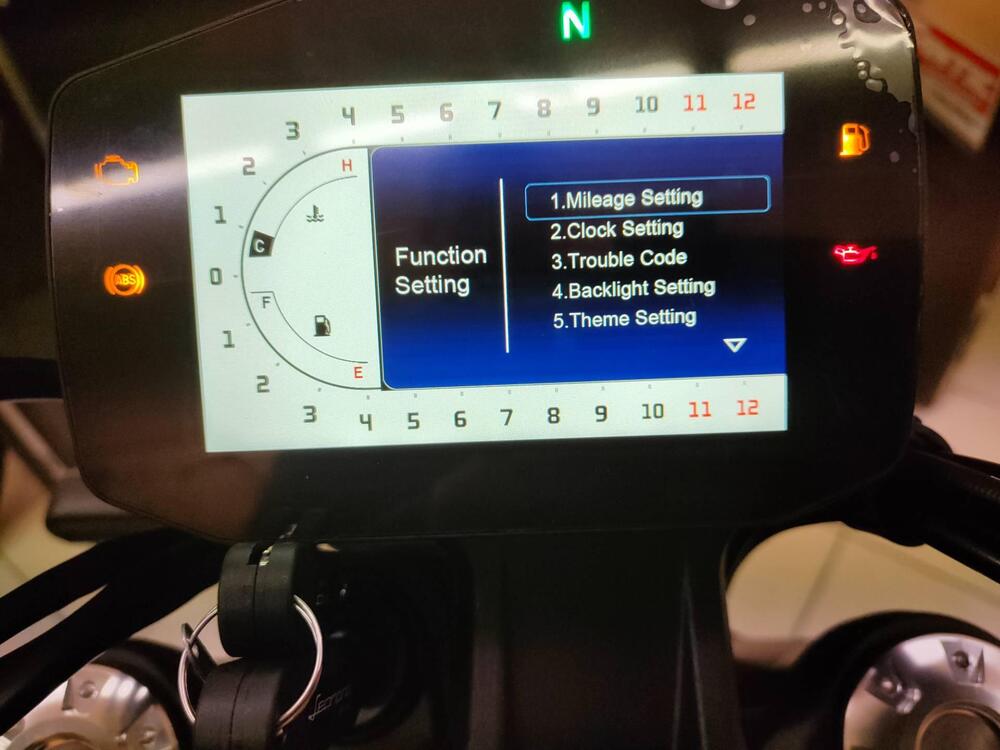 N
4 5 6 7 8 9 10 11 12
3
2
1
0
1
2
3
4 5 6 7 8 9 10 11 12
H
C
F
E
ABS
Function
Setting
1.Mileage Setting
2.Clock Setting
3.Trouble Code
4.Backlight Setting
5.Theme Setting